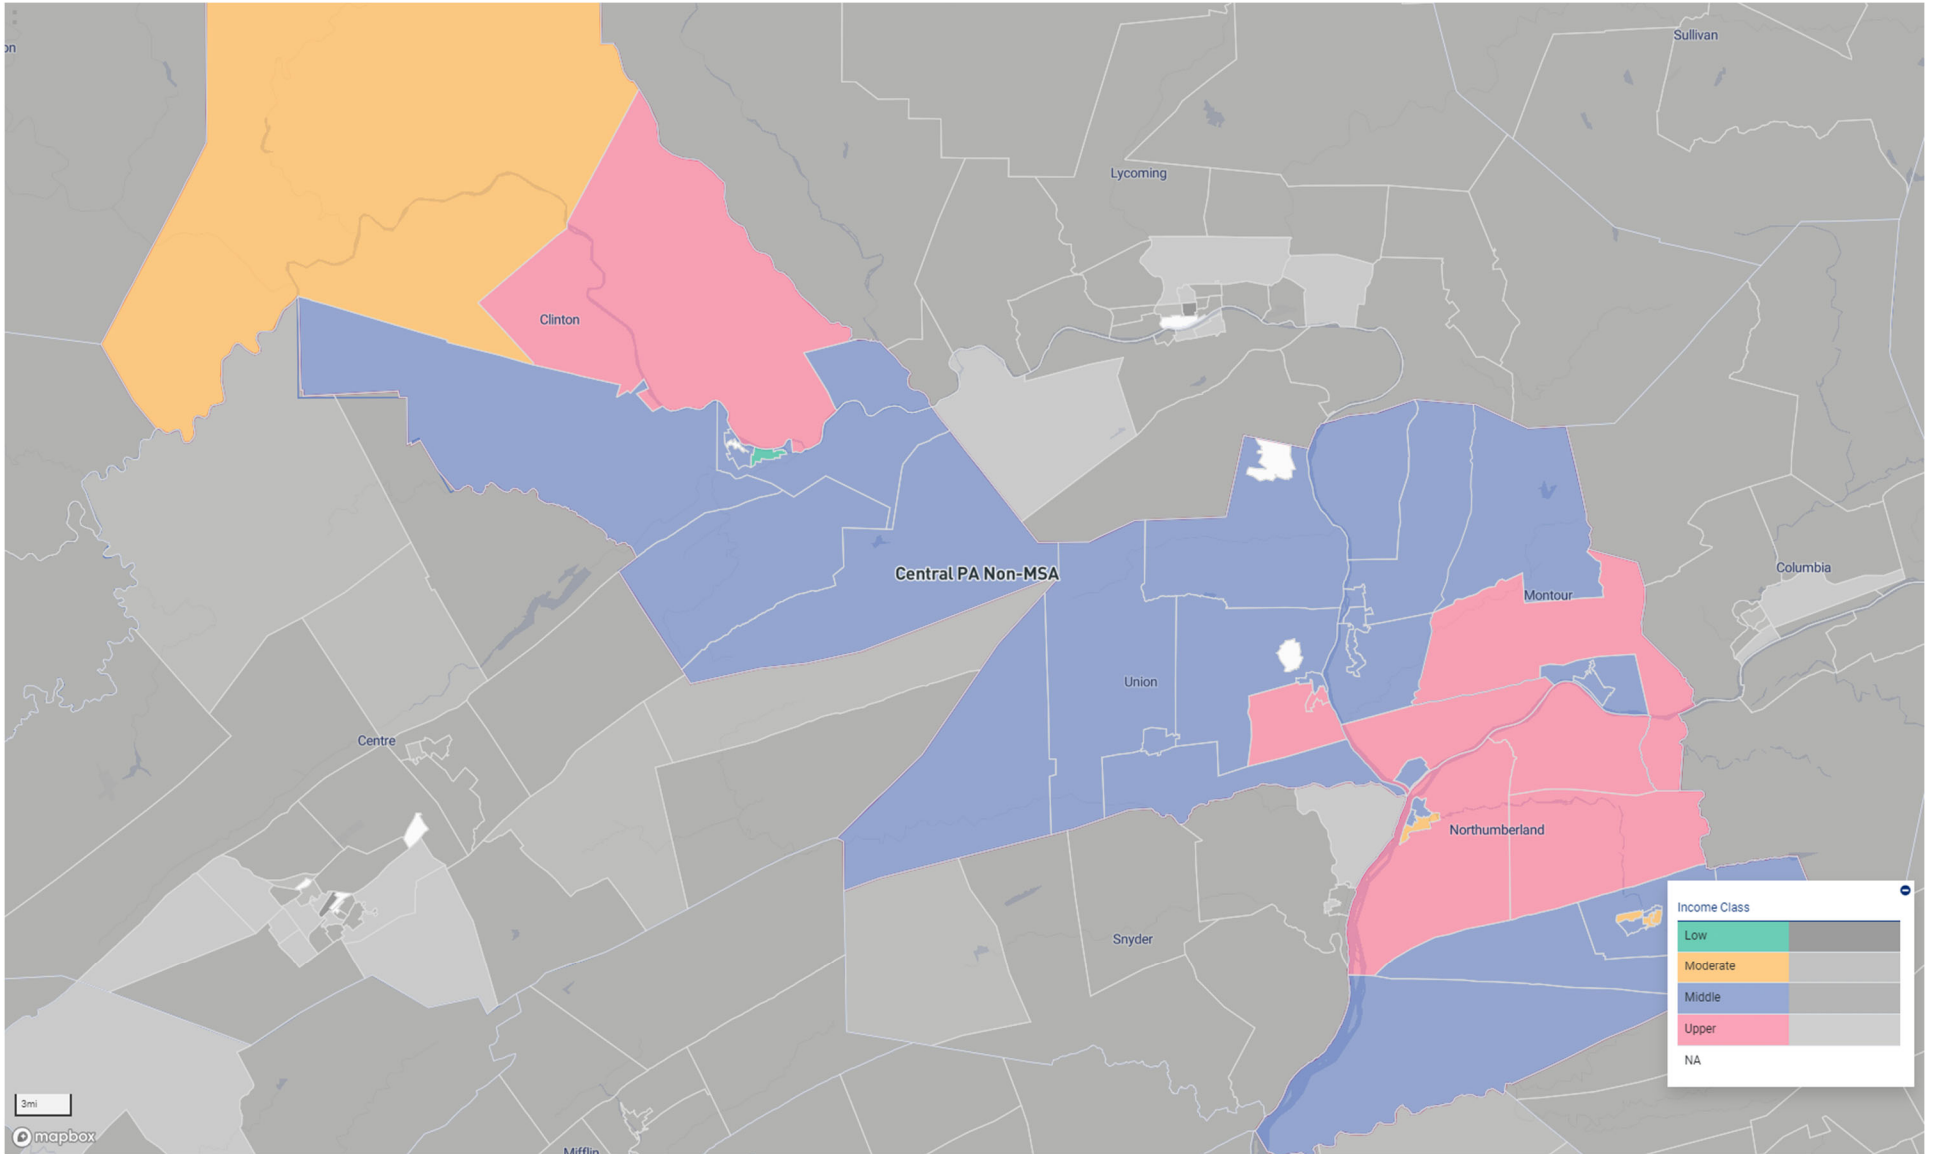 on
Sullivan
Lycoming
Clinton
Central PA Non-MSA
Columbia
Montour
Union
Centre
Northumberland
Snyder
Income Class
Low
Moderate
Middle
Upper
NA
3mi
mapbox
Mifflin